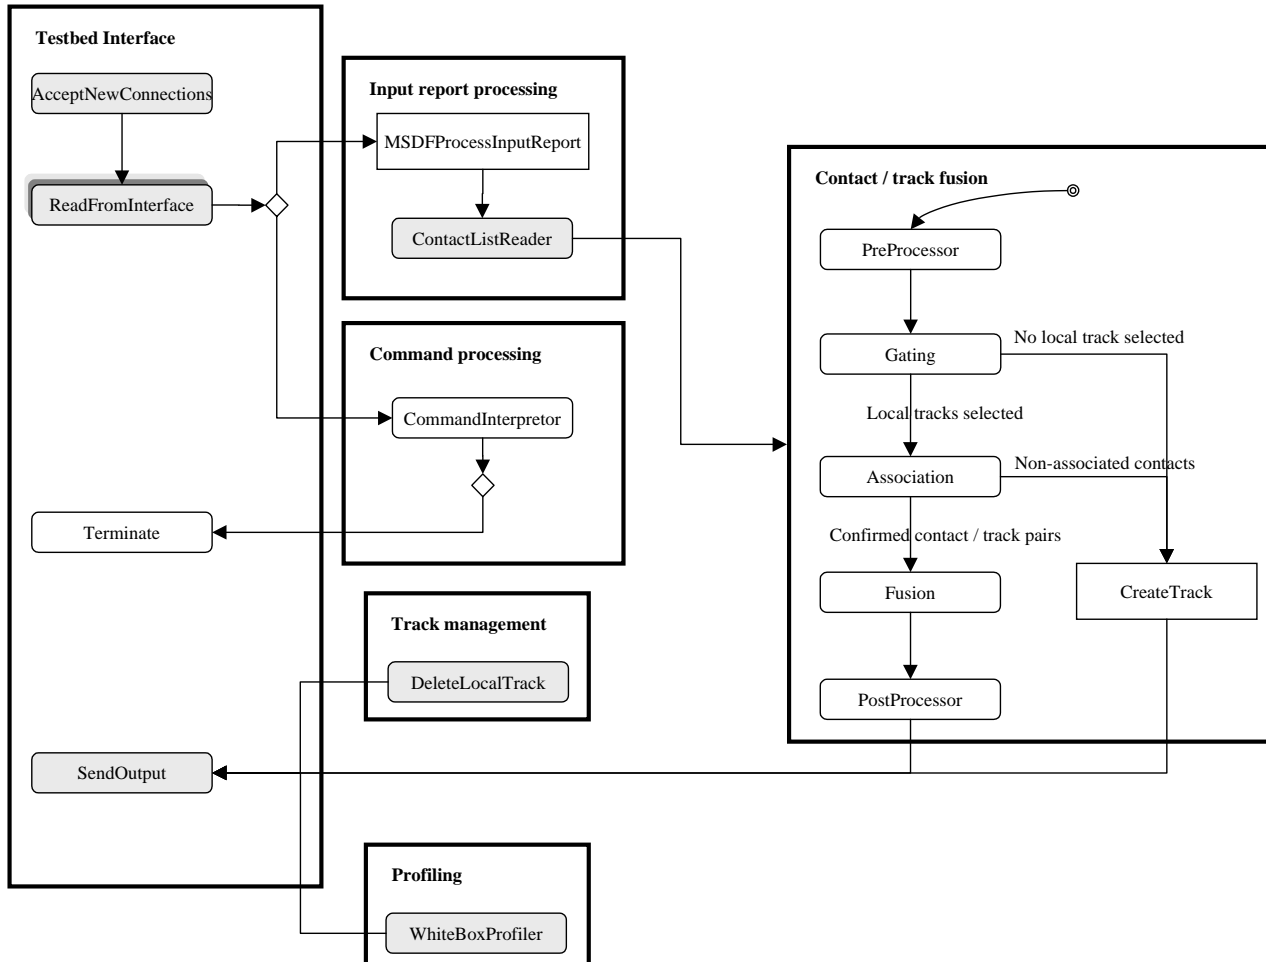 Testbed Interface
AcceptNewConnections
ReadFromInterface
Terminate
SendOutput
Input report processing
MSDFProcessInputReport
ContactListReader
Command processing
CommandInterpretor
Track management
DeleteLocalTrack
Profiling
WhiteBoxProfiler
Contact / track fusion
PreProcessor
Gating
No local track selected
Local tracks selected
Association
Non-associated contacts
Confirmed contact / track pairs
Fusion
CreateTrack
PostProcessor